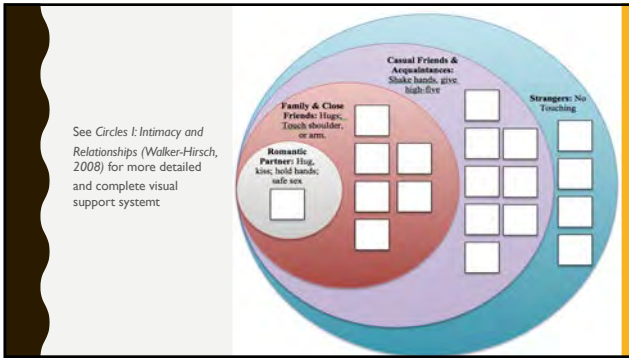 See Circles I: Intimacy and
Relationships (Walker-Hirsch,
2008) for more detailed
and complete visual
support systemt
Romantic
Partner: Hug,
kiss; hold hands;
safe sex
Family & Close
Friends: Hugs;
Touch shoulder,
or arm.
Casual Friends &
Acquaintances:
Shake hands, give
high-five
Strangers: No
Touching